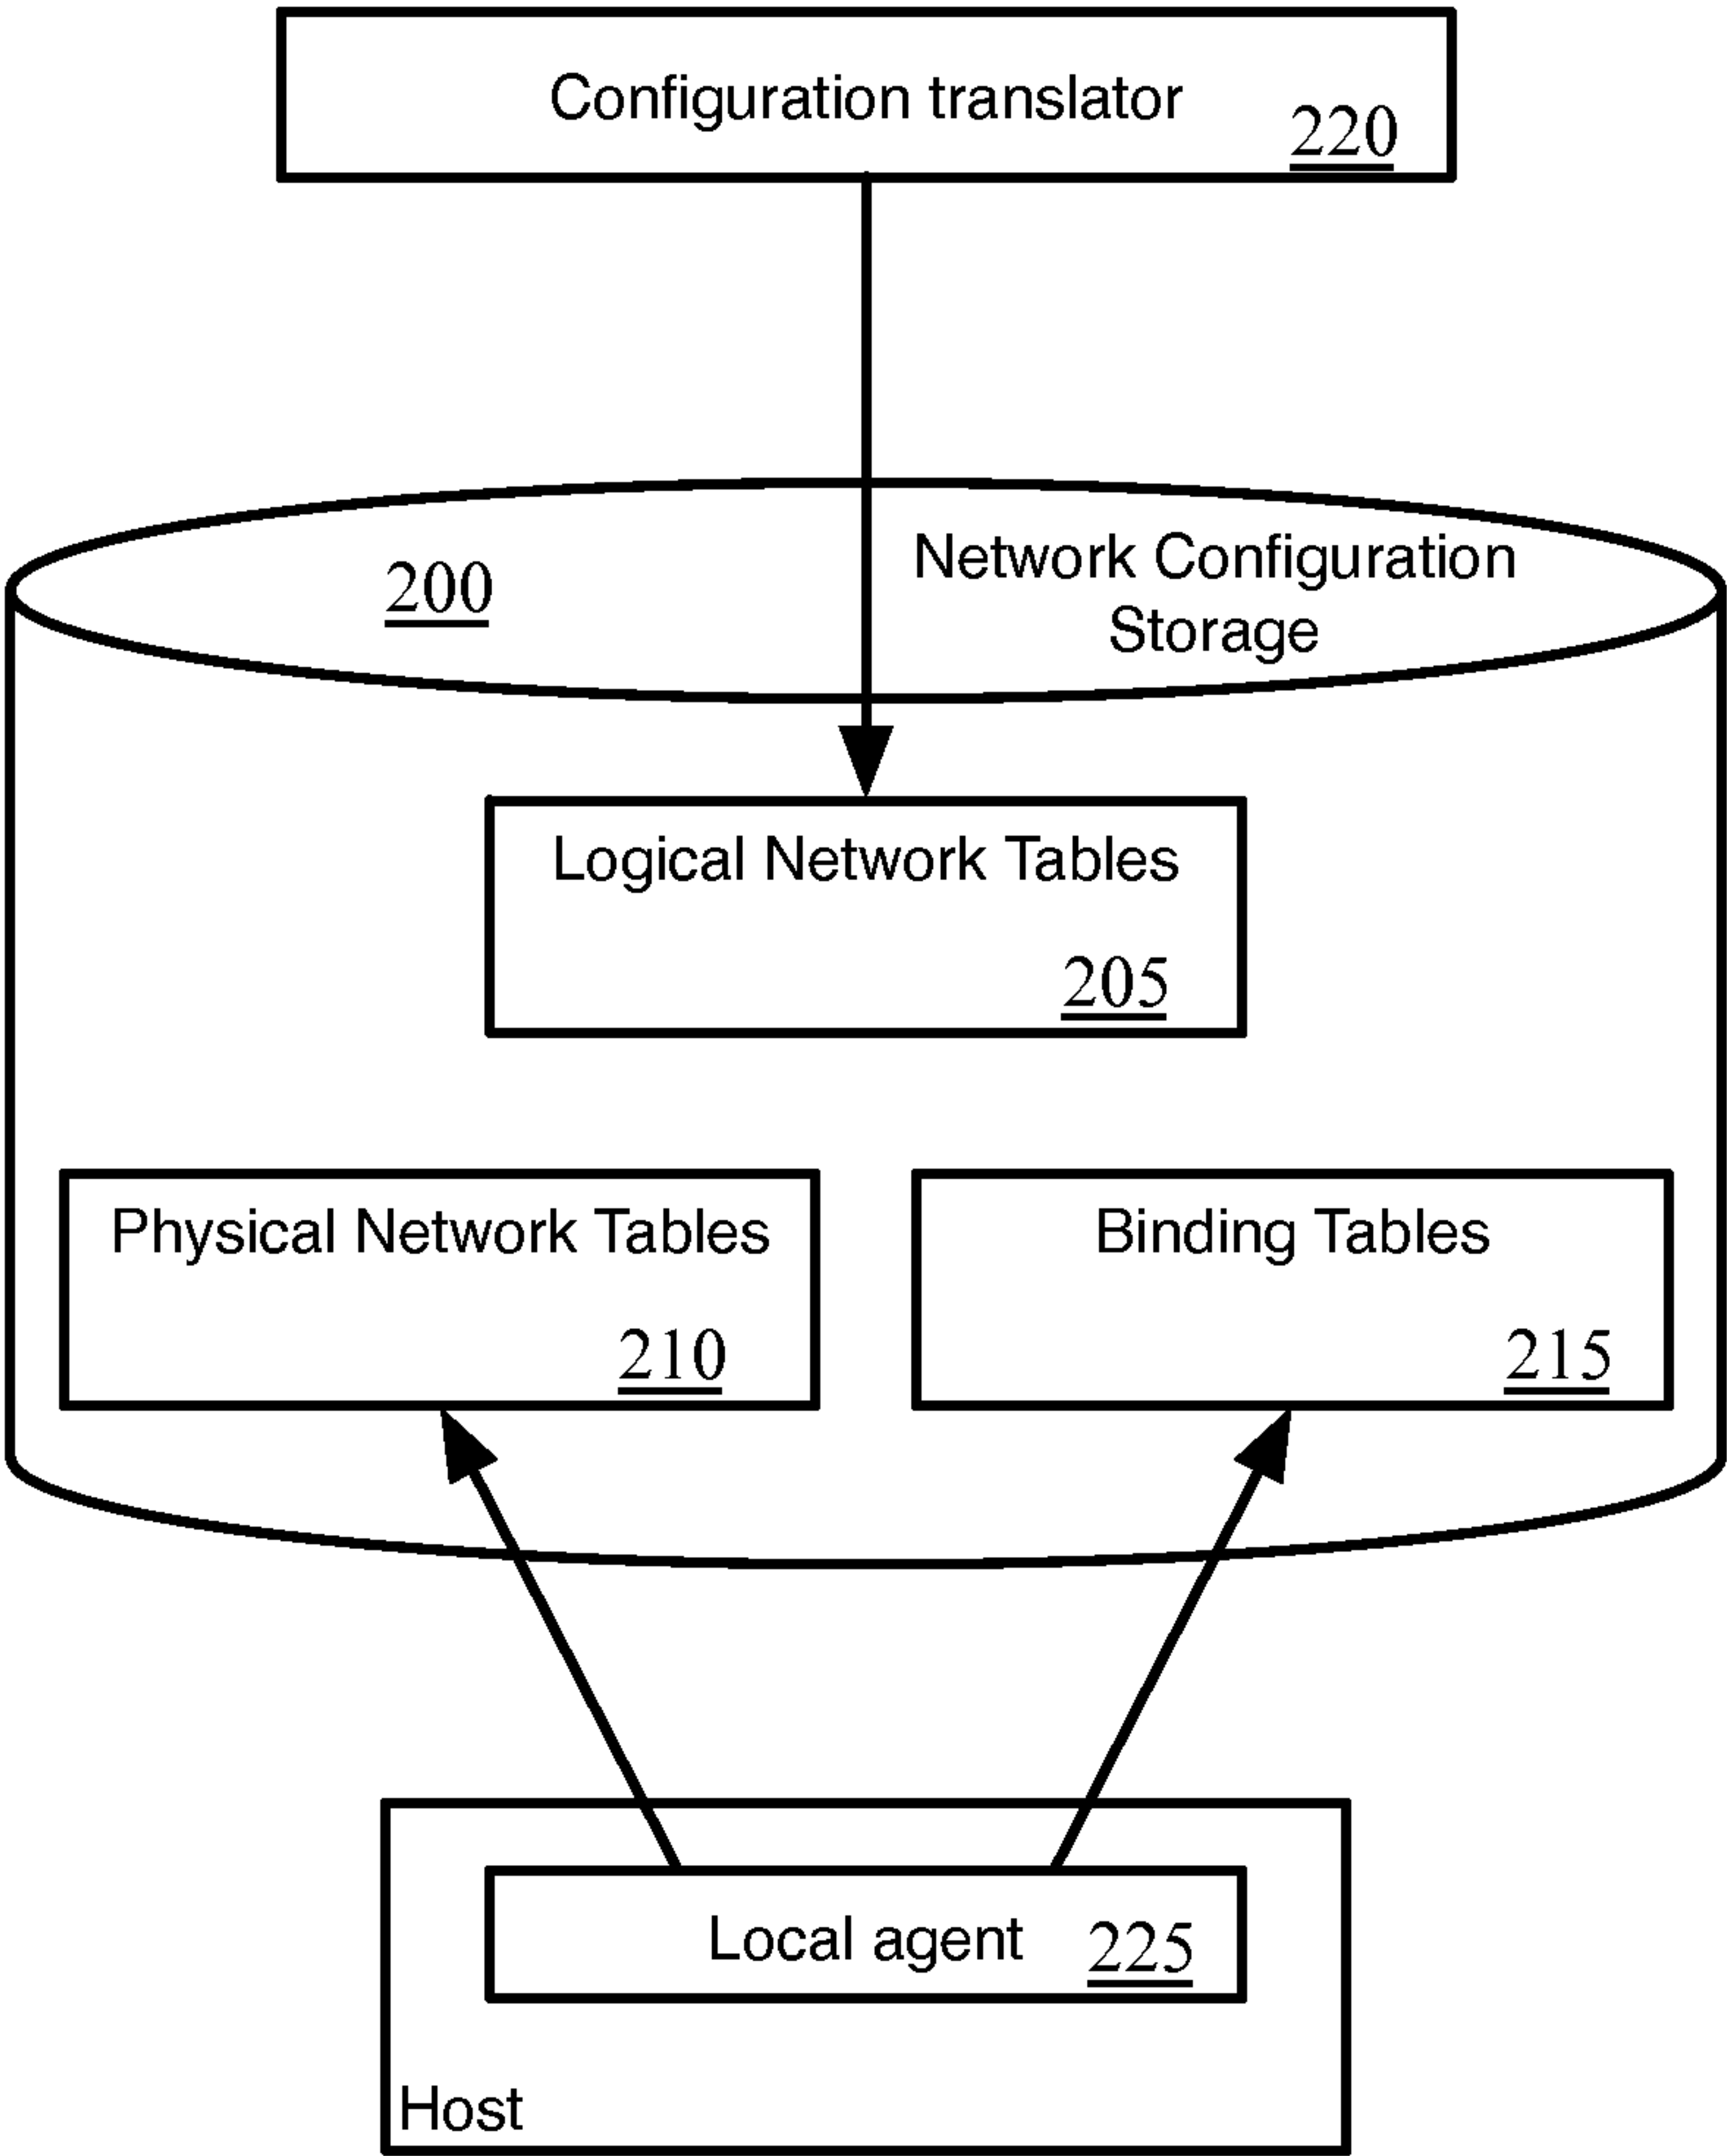 Configuration translator
220
200
Network Configuration
Storage
Logical Network Tables
205
Physical Network Tables
210
Binding Tables
215
Local agent 225
Host